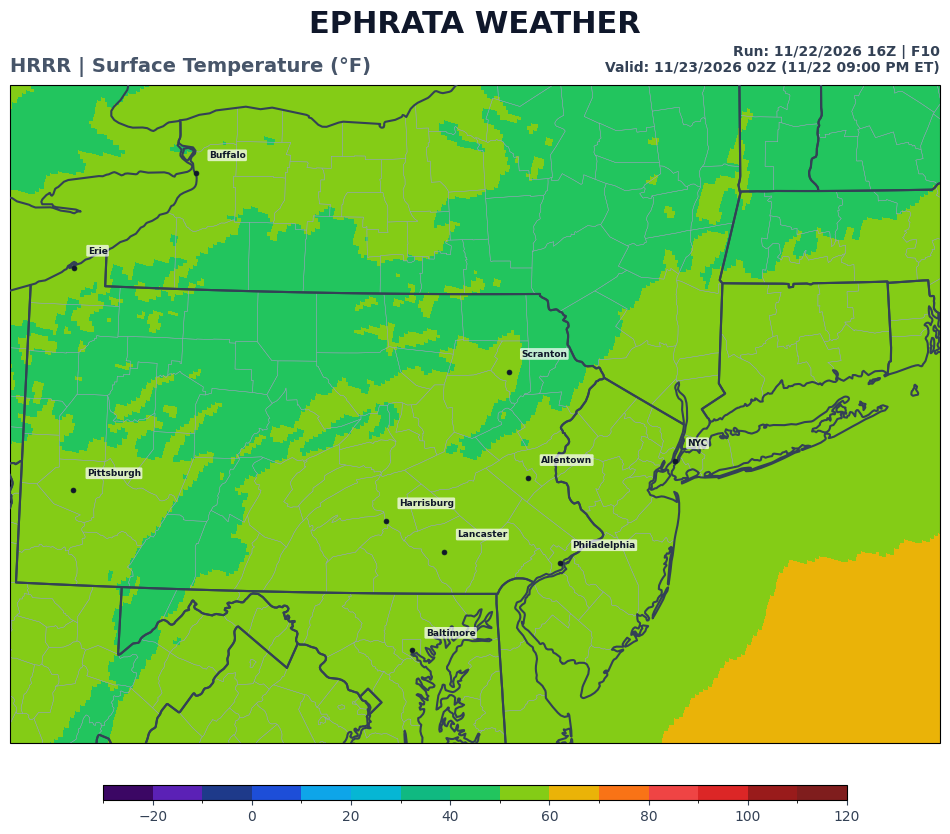 EPHRATA WEATHER
HRRR | Surface Temperature (°F)
Run: 11/22/2026 16Z | F10
Valid: 11/23/2026 02Z (11/22 09:00 PM ET)
Buffalo
Erie
Scranton
NYC
Allentown
Pittsburgh
Harrisburg
Lancaster
Philadelphia
Baltimore
−20 0 20 40 60 80 100 120